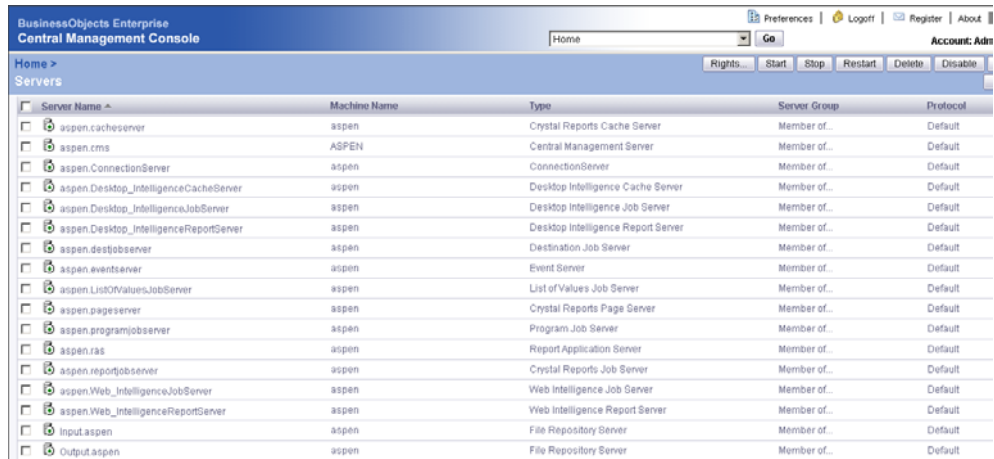 BusinessObjects Enterprise
Preferences | Logoff | Register | About
Central Management Console
Home Go
Account: Adm
Home >
Rights... Start Stop Restart Delete Disable
Servers
Server Name Machine Name Type Server Group Protocol
aspen.cacheserver aspen Crystal Reports Cache Server Member of... Default
aspen.cms ASPEN Central Management Server Member of... Default
aspen.ConnectionServer aspen ConnectionServer Member of... Default
aspen.Desktop_IntelligenceCacheServer aspen Desktop Intelligence Cache Server Member of... Default
aspen.Desktop_IntelligenceJobServer aspen Desktop Intelligence Job Server Member of... Default
aspen.Desktop_IntelligenceReportServer aspen Desktop Intelligence Report Server Member of... Default
aspen.destjobserver aspen Destination Job Server Member of... Default
aspen.eventserver aspen Event Server Member of... Default
aspen.ListOfValuesJobServer aspen List of Values Job Server Member of... Default
aspen.pageserver aspen Crystal Reports Page Server Member of... Default
aspen.programjobserver aspen Program Job Server Member of... Default
aspen.ras aspen Report Application Server Member of... Default
aspen.reportjobserver aspen Crystal Reports Job Server Member of... Default
aspen.Web_IntelligenceJobServer aspen Web Intelligence Job Server Member of... Default
aspen.Web_IntelligenceReportServer aspen Web Intelligence Report Server Member of... Default
Input.aspen aspen File Repository Server Member of... Default
Output.aspen aspen File Repository Server Member of... Default